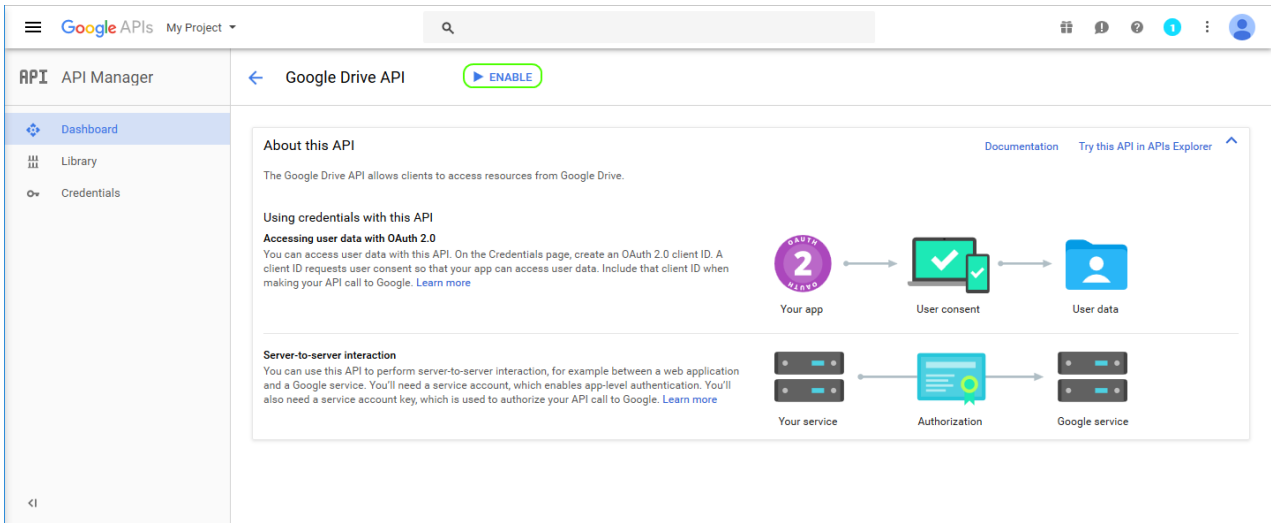 Google APIs My Project
1
API API Manager
Google Drive API ENABLE
Dashboard
Library
Credentials
About this API
Documentation Try this API in APIs Explorer
The Google Drive API allows clients to access resources from Google Drive.
Using credentials with this API
Accessing user data with OAuth 2.0
You can access user data with this API. On the Credentials page, create an OAuth 2.0 client ID. A
client ID requests user consent so that your app can access user data. Include that client ID when
making your API call to Google. Learn more
OAUTH
2
OAUTH
Your app User consent User data
Server-to-server interaction
You can use this API to perform server-to-server interaction, for example between a web application
and a Google service. You'll need a service account, which enables app-level authentication. You'll
also need a service account key, which is used to authorize your API call to Google. Learn more
Your service Authorization Google service